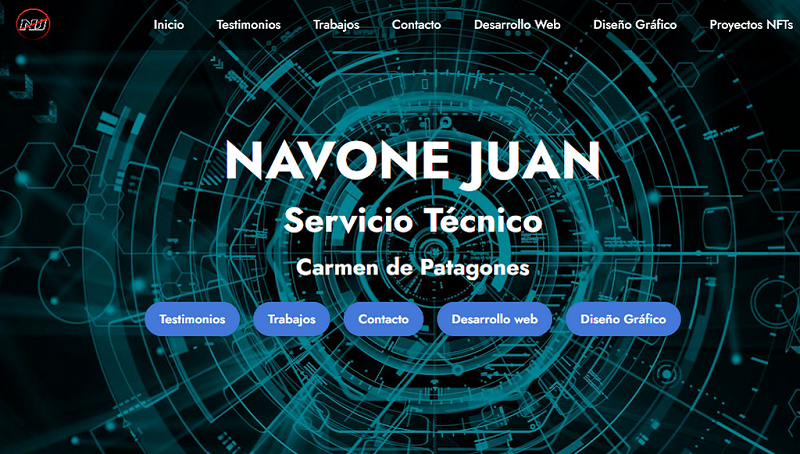 NJ
Inicio Testimonios Trabajos Contacto Desarrollo Web Diseño Gráfico Proyectos NFTs
NAVONE JUAN
Servicio Técnico
Carmen de Patagones
Testimonios Trabajos Contacto Desarrollo web Diseño Gráfico